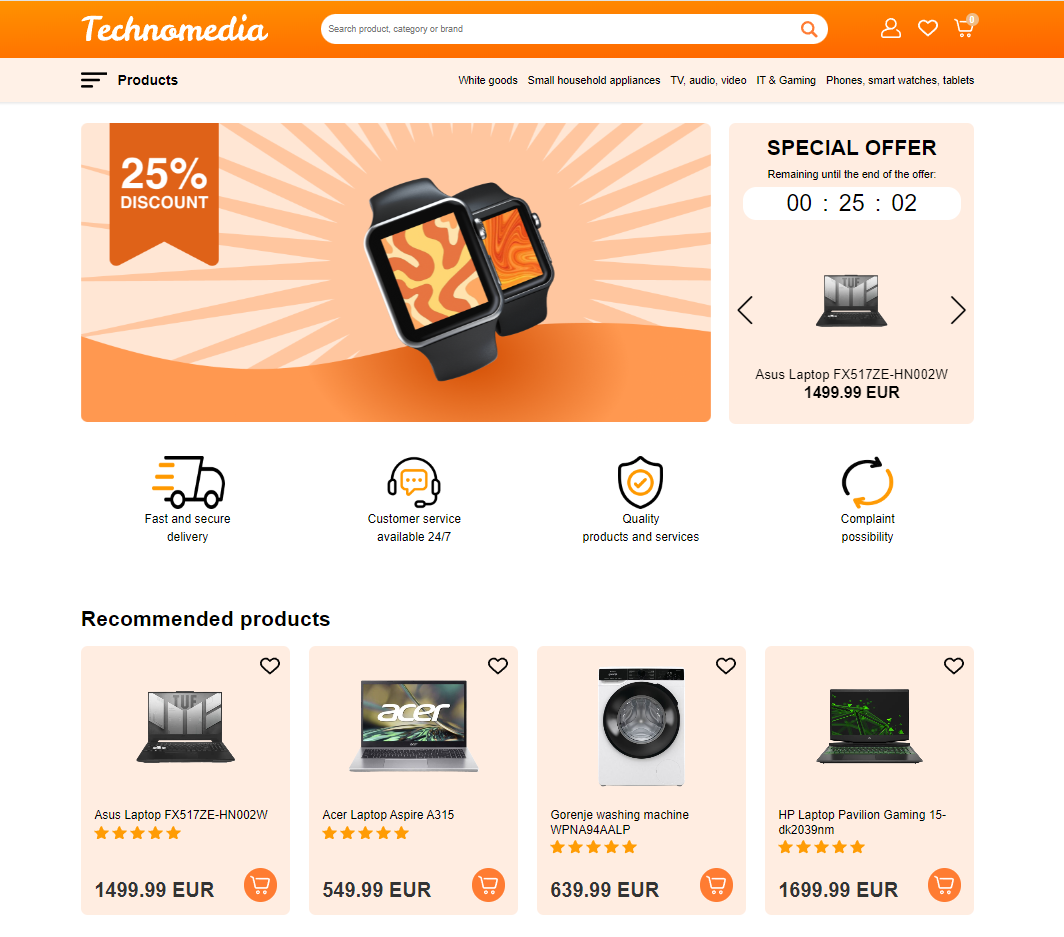 Technomedia
Search product, category or brand
0
Products
White goods Small household appliances TV, audio, video IT & Gaming Phones, smart watches, tablets
25%
DISCOUNT
SPECIAL OFFER
Remaining until the end of the offer:
00 : 25 : 02
TUF
Asus Laptop FX517ZE-HN002W
1499.99 EUR
Fast and secure
delivery
Customer service
available 24/7
Quality
products and services
Complaint
possibility
Recommended products
TUF
Asus Laptop FX517ZE-HN002W
1499.99 EUR
acer
acer
Acer Laptop Aspire A315
549.99 EUR
Gorenje washing machine
WPNA94AALP
639.99 EUR
HP Laptop Pavilion Gaming 15-
dk2039nm
1699.99 EUR